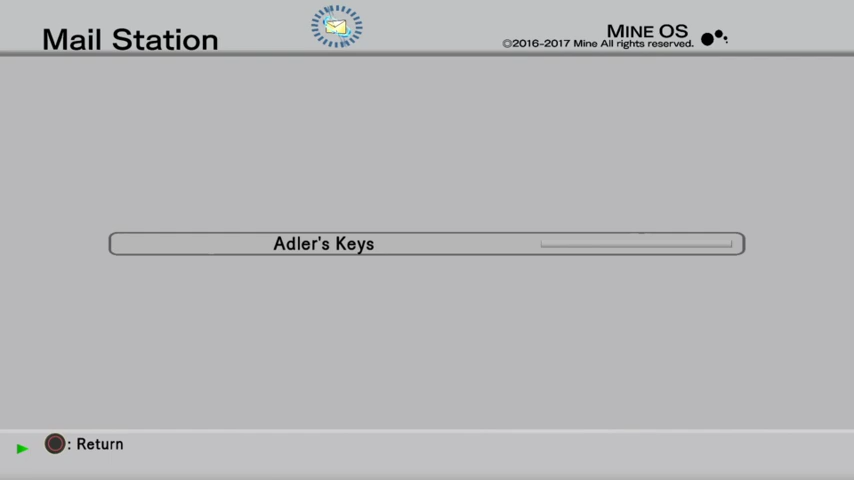 Mail Station
MINE OS
©2016-2017 Mine All rights reserved.
Adler's Keys
: Return